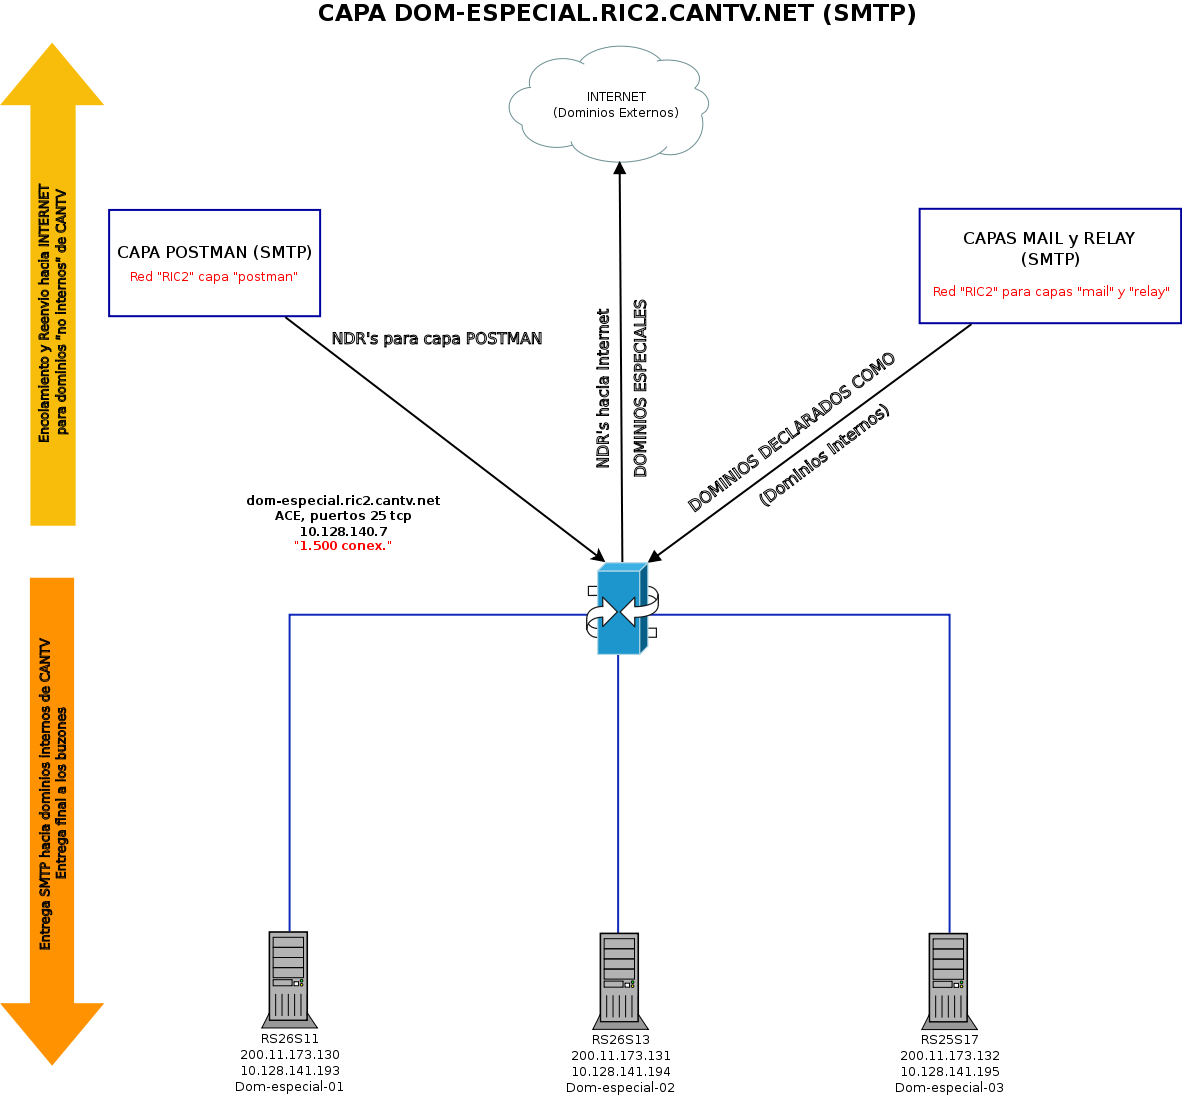 CAPA DOM-ESPECIAL.RIC2.CANTV.NET (SMTP)
INTERNET
(Dominios Externos)
Encolamiento y Reenvio hacia INTERNET
para dominios "no internos" de CANTV
CAPA POSTMAN (SMTP)
Red "RIC2" capa "postman"
CAPAS MAIL y RELAY
(SMTP)
Red "RIC2" para capas "mail" y "relay"
NDR's para capa POSTMAN
NDR's hacia Internet
DOMINIOS ESPECIALES
DOMINIOS DECLARADOS COMO
(Dominios Internos)
dom-especial.ric2.cantv.net
ACE, puertos 25 tcp
10.128.140.7
"1.500 conex."
Entrega SMTP hacia dominios internos de CANTV
Entrega final a los buzones
RS26S11
200.11.173.130
10.128.141.193
Dom-especial-01
RS26S13
200.11.173.131
10.128.141.194
Dom-especial-02
RS25S17
200.11.173.132
10.128.141.195
Dom-especial-03